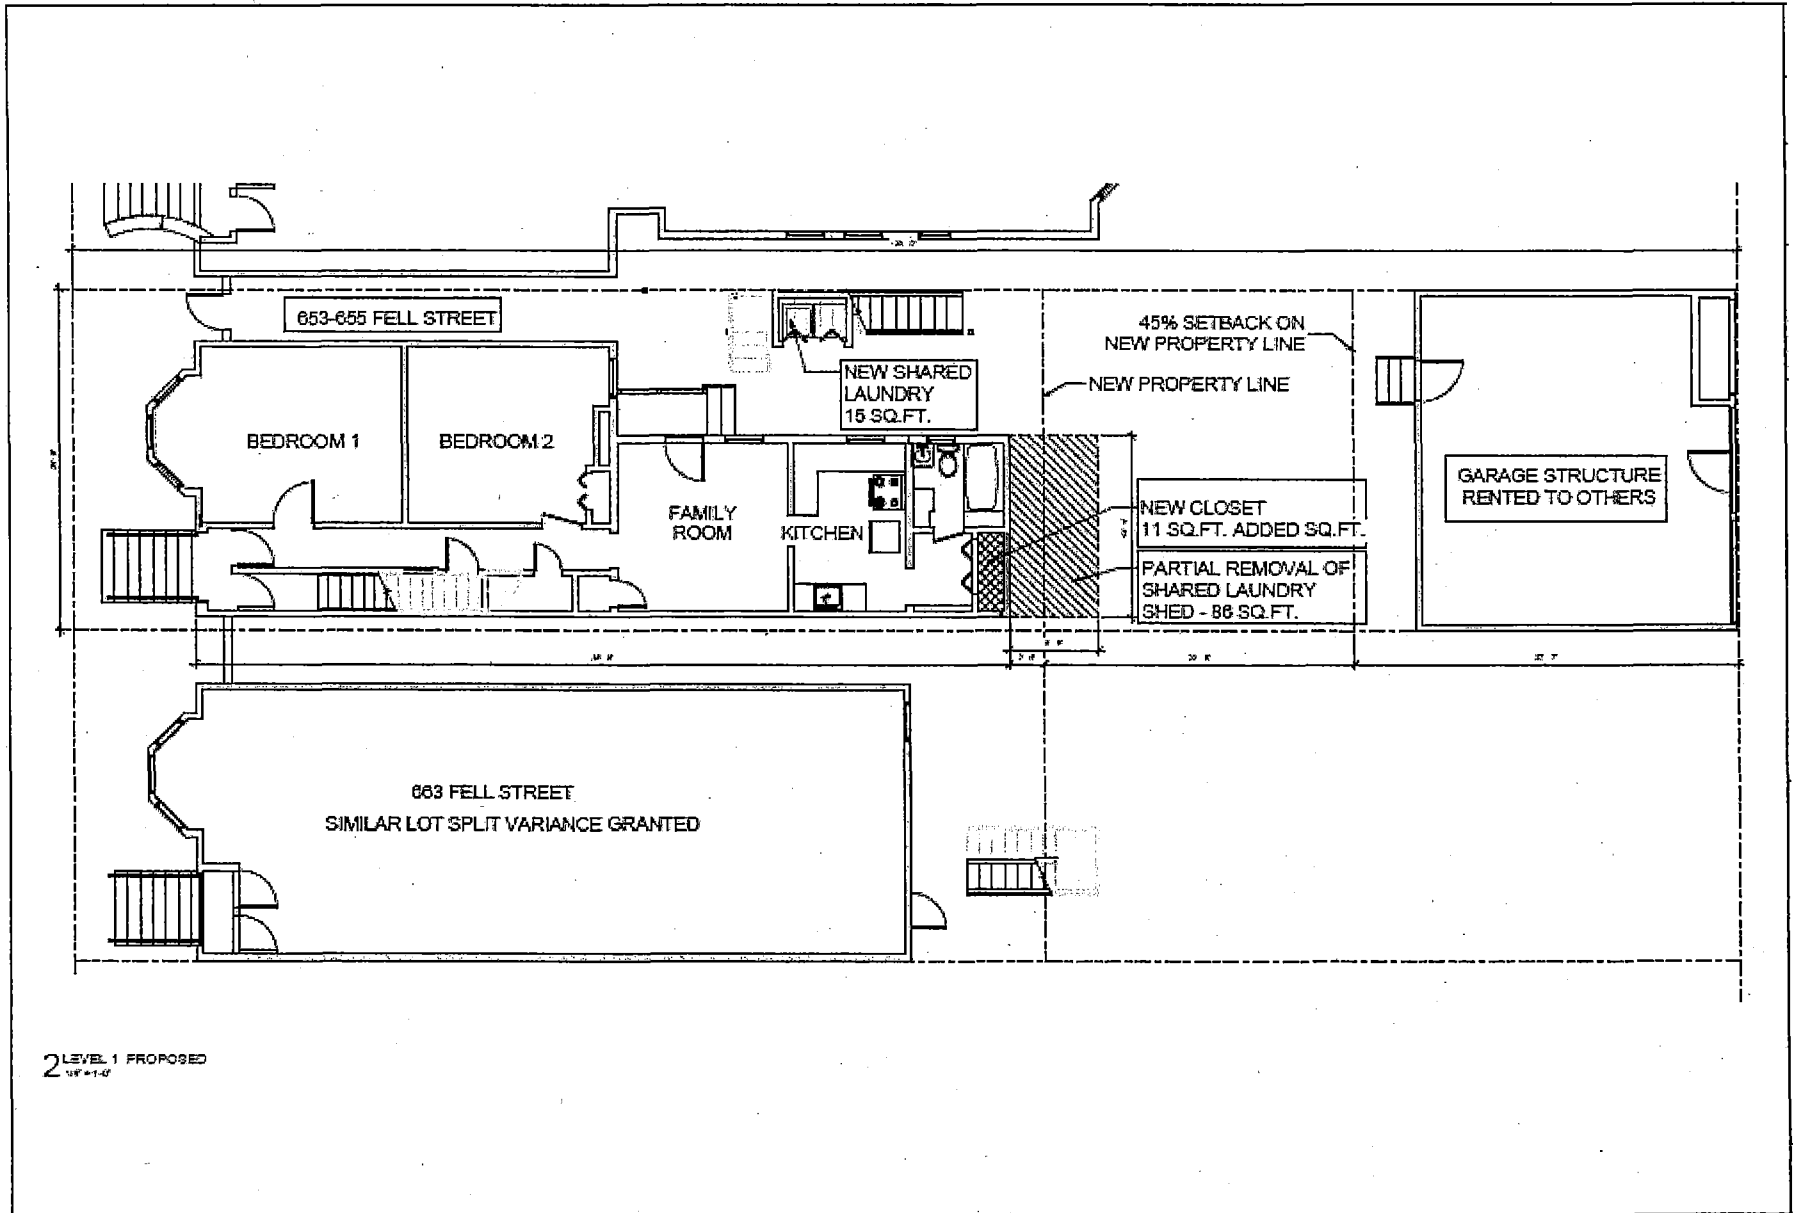 653-655 FELL STREET
45% SETBACK ON
NEW PROPERTY LINE
NEW PROPERTY LINE
NEW SHARED
LAUNDRY
15 SQ.FT.
BEDROOM 1
BEDROOM 2
FAMILY
ROOM
KITCHEN
GARAGE STRUCTURE
RENTED TO OTHERS
NEW CLOSET
11 SQ.FT. ADDED SQ.FT.
PARTIAL REMOVAL OF
SHARED LAUNDRY
SHED - 86 SQ.FT.
663 FELL STREET
SIMILAR LOT SPLIT VARIANCE GRANTED
2 LEVEL 1 PROPOSED